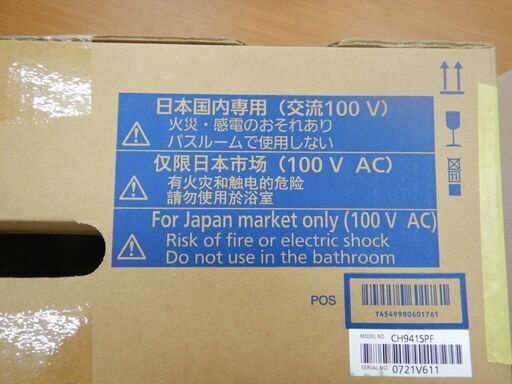 日本国内専用（交流100 V）
火災・感電のおそれあり
バスルームで使用しない
仅限日本市场（100 V AC）
有火灾和触电的危险
請勿使用於浴室
For Japan market only (100 V AC)
Risk of fire or electric shock
Do not use in the bathroom
11
POS
T4549980601761
MODEL NO. CH941SPF
SERIAL NO. 0721V611